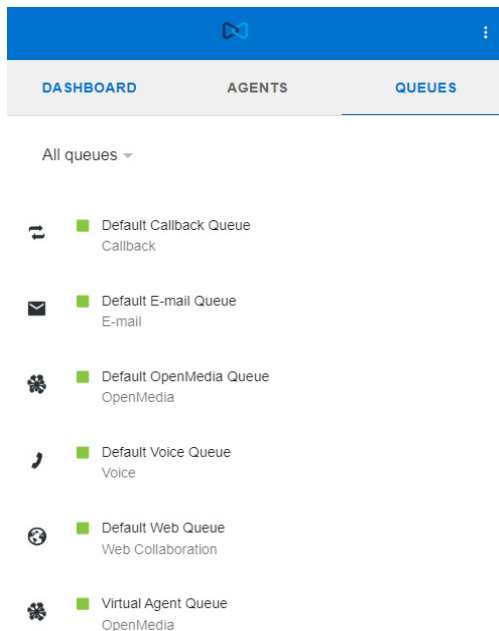 DASHBOARD AGENTS QUEUES
All queues
Default Callback Queue
Callback
Default E-mail Queue
E-mail
Default OpenMedia Queue
OpenMedia
Default Voice Queue
Voice
Default Web Queue
Web Collaboration
Virtual Agent Queue
OpenMedia